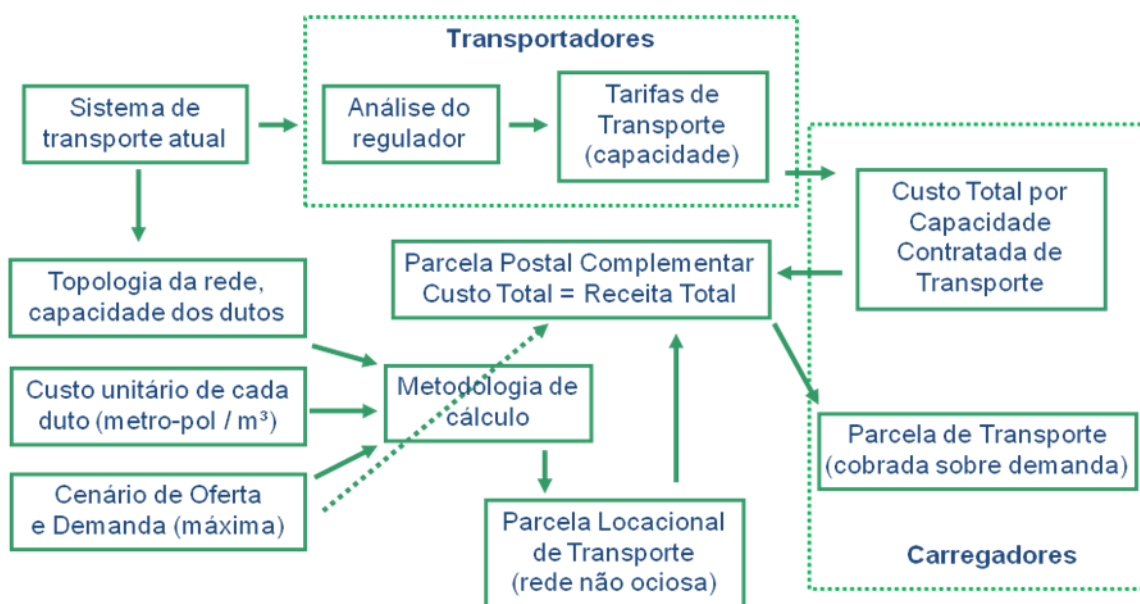 Transportadores
Sistema de
transporte atual
Análise do
regulador
Tarifas de
Transporte
(capacidade)
Custo Total por
Capacidade
Contratada de
Transporte
Topologia da rede,
capacidade dos dutos
Parcela Postal Complementar
Custo Total = Receita Total
Custo unitário de cada
duto (metro-pol / m³)
Metodologia de
cálculo
Parcela de Transporte
(cobrada sobre demanda)
Cenário de Oferta
e Demanda (máxima)
Parcela Locacional
de Transporte
(rede não ociosa)
Carregadores